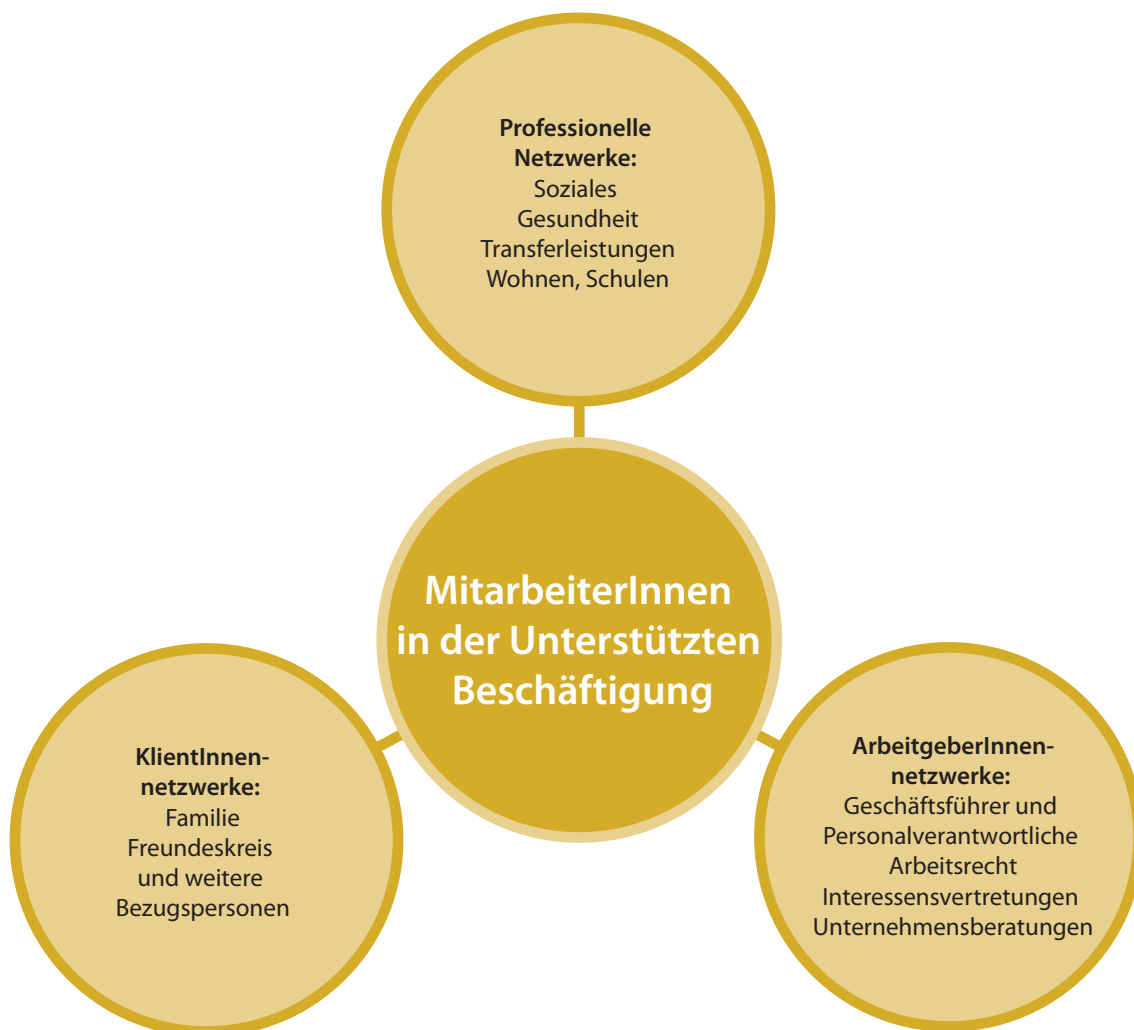 Professionelle
Netzwerke:
Soziales
Gesundheit
Transferleistungen
Wohnen, Schulen
MitarbeiterInnen
in der Unterstützten
Beschäftigung
KlientInnen-
netzwerke:
Familie
Freundeskreis
und weitere
Bezugspersonen
ArbeitgeberInnen-
netzwerke:
Geschäftsführer und
Personalverantwortliche
Arbeitsrecht
Interessensvertretungen
Unternehmensberatungen